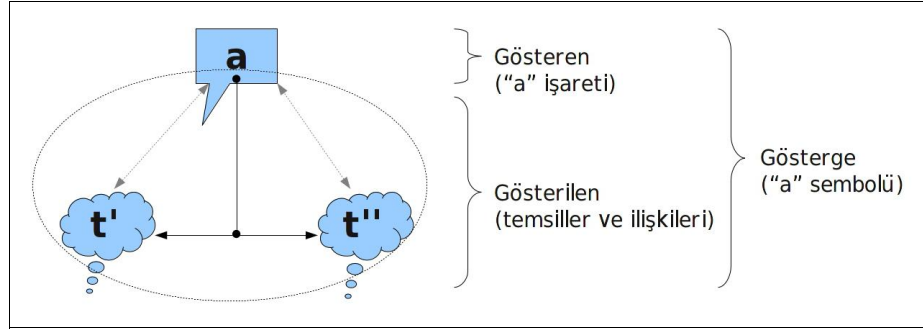 a
t'
t''
Gösteren
("a" işareti)
Gösterilen
(temsiller ve ilişkileri)
Gösterge
("a" sembolü)